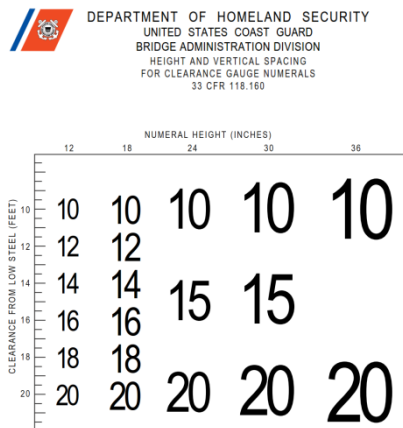 DEPARTMENT OF HOMELAND SECURITY
UNITED STATES COAST GUARD
BRIDGE ADMINISTRATION DIVISION
HEIGHT AND VERTICAL SPACING
FOR CLEARANCE GAUGE NUMERALS
33 CFR 118.160
NUMERAL HEIGHT (INCHES)
12 18 24 30 36
CLEARANCE FROM LOW STEEL (FEET)
10 10 10 10 10 10
12 12 12
14 14 14 15 15
16 16 16
18 18 18
20 20 20 20 20 20